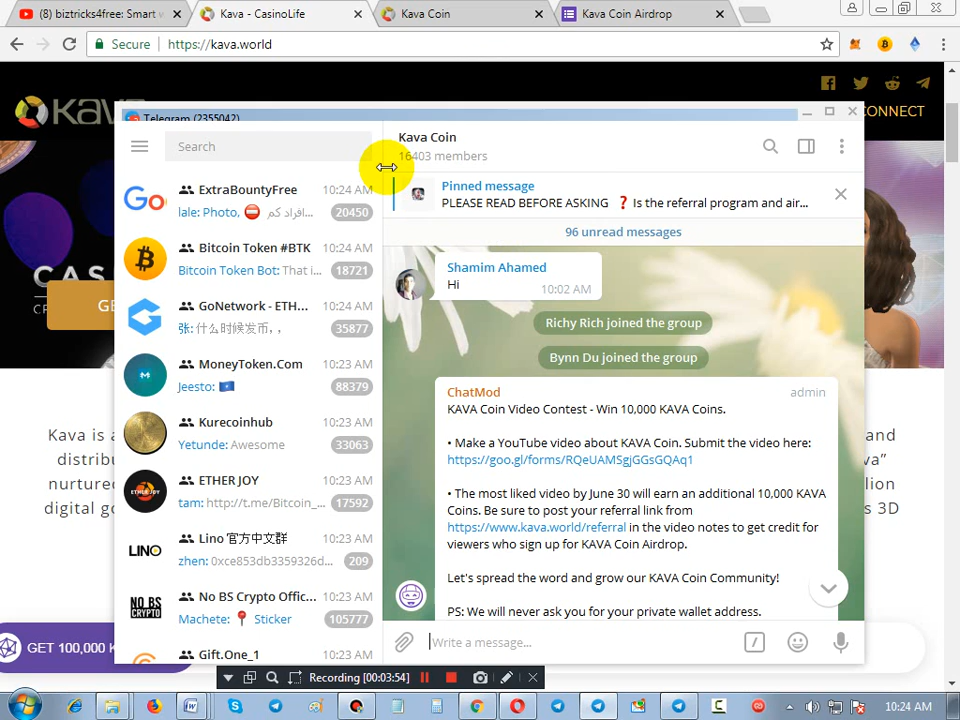 (8) biztricks4free: Smart w
Kava - CasinoLife
Kava Coin
Kava Coin Airdrop
Secure
https://kava.world
CONNECT
Telegram (2355042)
Search
Kava Coin
16403 members
Pinned message
PLEASE READ BEFORE ASKING ❓ Is the referral program and air...
96 unread messages
ExtraBountyFree 10:24 AM
lale: Photo, ⛔ افراد کم... 20450
Bitcoin Token #BTK 10:24 AM
Bitcoin Token Bot: That i... 18721
GoNetwork - ETH... 10:24 AM
张: 什么时候发币，， 35877
MoneyToken.Com 10:23 AM
Jeesto: 88379
Kurecoinhub 10:23 AM
Yetunde: Awesome 33063
ETHER JOY 10:23 AM
tam: http://t.me/Bitcoin_... 17592
Lino 官方中文群 10:23 AM
zhen: 0xce853db3359326d... 209
No BS Crypto Offic... 10:23 AM
Machete: 📍 Sticker 105777
Gift.One_1 10:23 AM
Go
ETHER JOY
LINO
NO BS
CRYPTO
Shamim Ahamed
Hi
10:02 AM
Richy Rich joined the group
Bynn Du joined the group
ChatMod admin
KAVA Coin Video Contest - Win 10,000 KAVA Coins.
• Make a YouTube video about KAVA Coin. Submit the video here:
https://goo.gl/forms/RQeUAMSgjGGsGQAq1
• The most liked video by June 30 will earn an additional 10,000 KAVA
Coins. Be sure to post your referral link from
https://www.kava.world/referral in the video notes to get credit for
viewers who sign up for KAVA Coin Airdrop.
Let's spread the word and grow our KAVA Coin Community!
PS: We will never ask you for your private wallet address.
Write a message...
Kava is a
and
distrib
va"
nurtured
llion
digital go
s 3D
GET 100,000 K
Recording [00:03:54]
10:24 AM